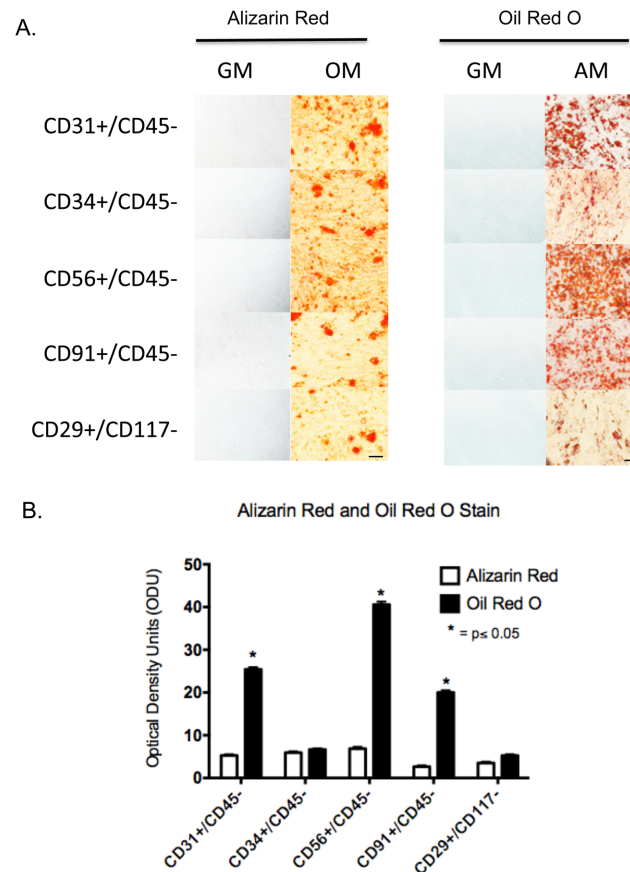 A.
Alizarin Red Oil Red O
GM OM GM AM
CD31+/CD45-
CD34+/CD45-
CD56+/CD45-
CD91+/CD45-
CD29+/CD117-
B.
Alizarin Red and Oil Red O Stain
Optical Density Units (ODU)
50
40
30
20
10
0
* * *
Alizarin Red
Oil Red O
* = p≤ 0.05
CD31+/CD45- CD34+/CD45- CD56+/CD45- CD91+/CD45- CD29+/CD117-